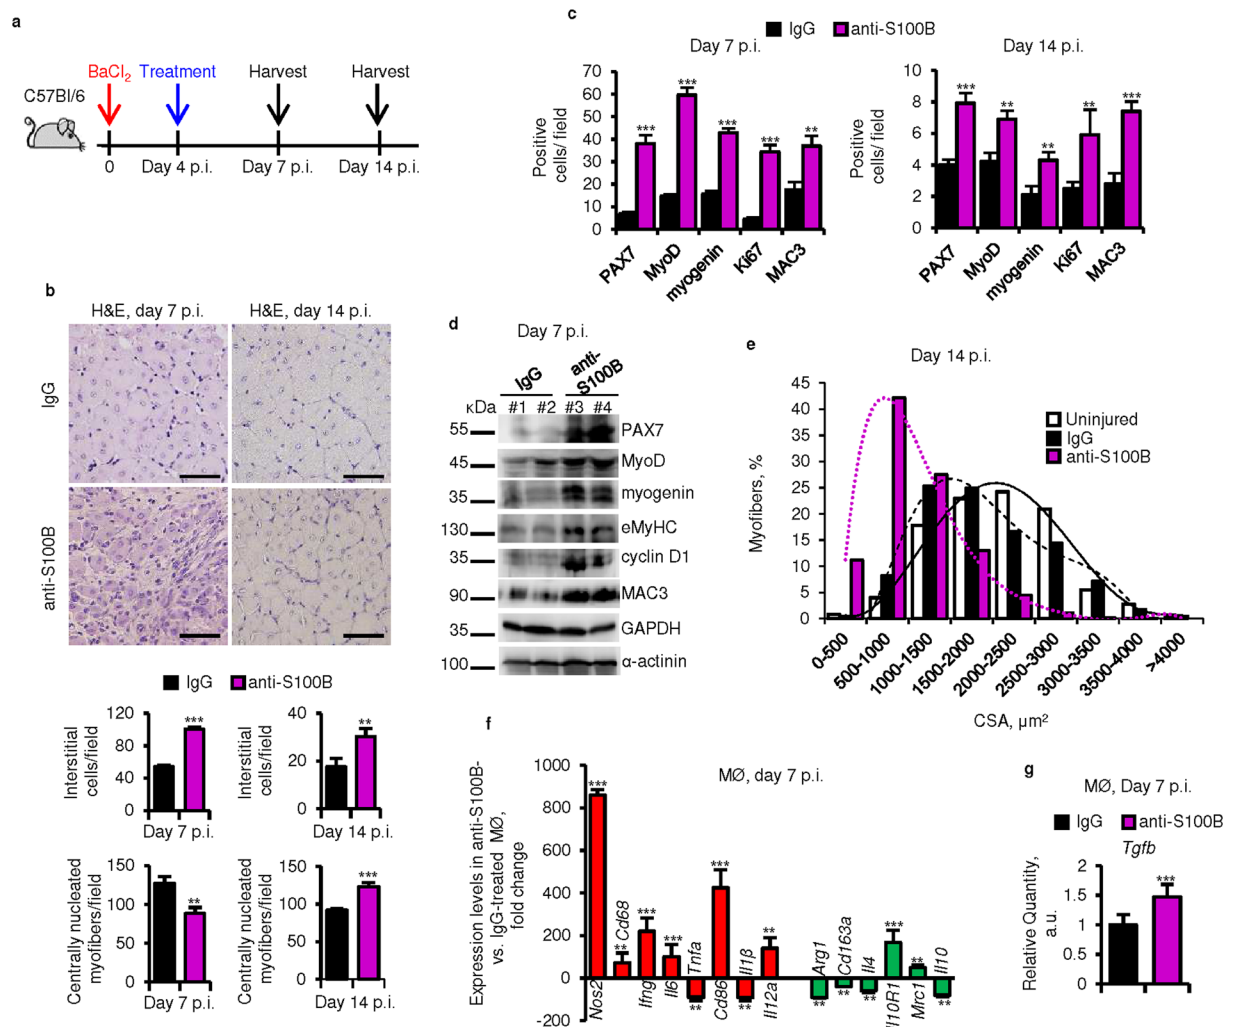 a
BaCl2 Treatment Harvest Harvest
C57Bl/6
0 Day 4 p.i. Day 7 p.i. Day 14 p.i.
b
H&E, day 7 p.i. H&E, day 14 p.i.
IgG
anti-S100B
IgG anti-S100B
Interstitial
cells/field
120
80
40
0
***
Day 7 p.i.
Interstitial
cells/field
40
20
0
**
Day 14 p.i.
Centrally nucleated
myofibers/field
150
100
50
0
**
Day 7 p.i.
Centrally nucleated
myofibers/field
150
100
50
0
***
Day 14 p.i.
c
IgG anti-S100B
Day 7 p.i.
Positive
cells/ field
70
60
50
40
30
20
10
0
*** *** *** *** **
PAX7 MyoD myogenin Ki67 MAC3
Day 14 p.i.
Positive
cells/ field
10
8
6
4
2
0
*** ** ** ** ***
PAX7 MyoD myogenin Ki67 MAC3
d
Day 7 p.i.
IgG anti-
S100B
κDa #1 #2 #3 #4
55 PAX7
45 MyoD
35 myogenin
130 eMyHC
35 cyclin D1
90 MAC3
35 GAPDH
100 α-actinin
e
Day 14 p.i.
Myofibers, %
45
40
35
30
25
20
15
10
5
0
Uninjured
IgG
anti-S100B
0-500 500-1000 1000-1500 1500-2000 2000-2500 2500-3000 3000-3500 3500-4000 >4000
CSA, µm2
f
MØ, day 7 p.i.
Expression levels in anti-S100B-
vs. IgG-treated MØ,
fold change
1000
800
600
400
200
0
-200
*** ** *** *** ** *** ** **
Nos2 Cd68 Ifng Il6 Tnfa Cd86 Il1β Il12a
** ** ** *** ** **
Arg1 Cd163a Il4 Il10R1 Mrc1 Il10
g
MØ, Day 7 p.i.
IgG anti-S100B
Tgfb
Relative Quantity,
a.u.
2
1.5
1
0.5
0
***
Day 7 p.i.